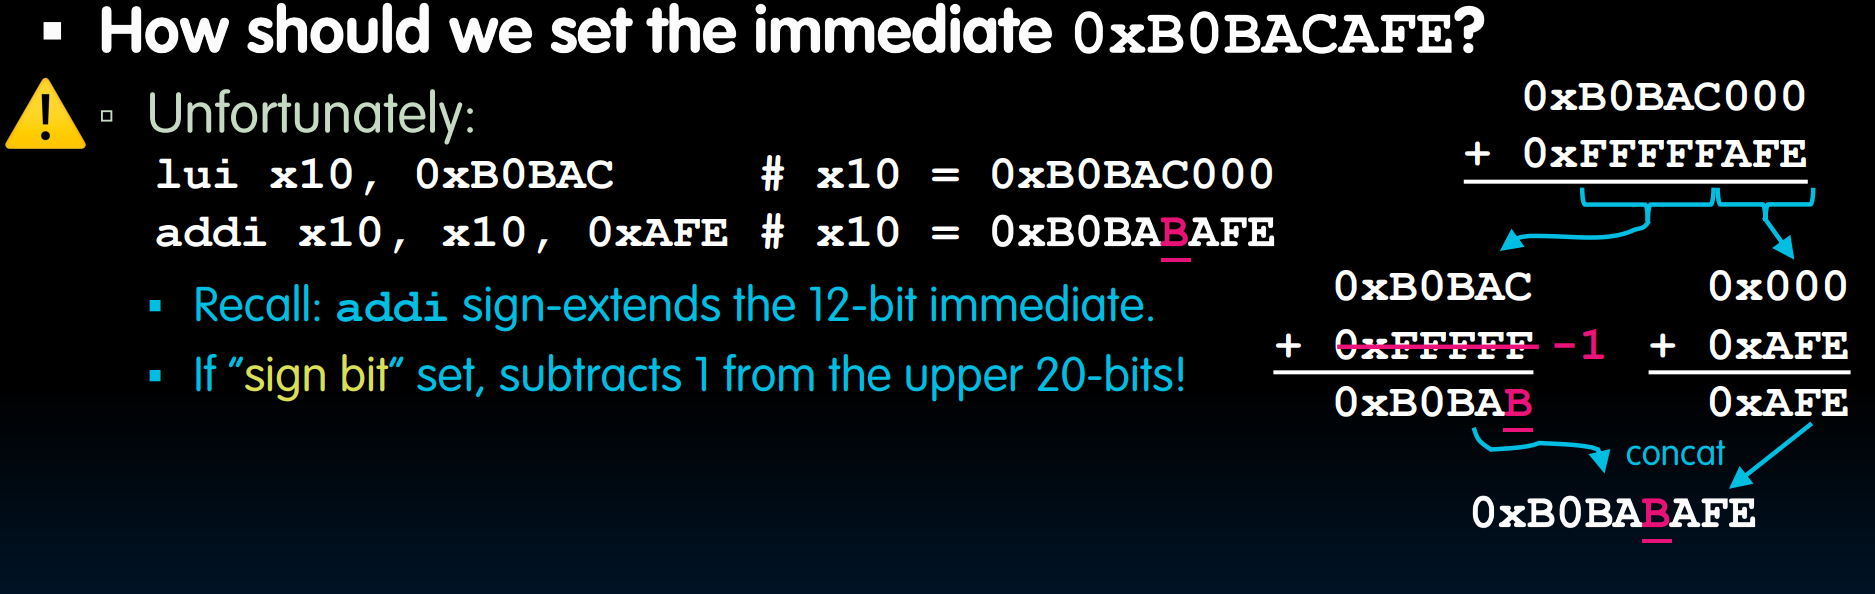 ▪ How should we set the immediate 0xB0BACAFE?
▫ Unfortunately:
lui x10, 0xB0BAC # x10 = 0xB0BAC000
addi x10, x10, 0xAFE # x10 = 0xB0BABAFE
▪ Recall: addi sign-extends the 12-bit immediate.
▪ If “sign bit” set, subtracts 1 from the upper 20-bits!
0xB0BAC000
+ 0xFFFFFAFE
0xB0BAC
+ 0xFFFFF -1
0xB0BAB
0x000
+ 0xAFE
0xAFE
concat
0xB0BABAFE